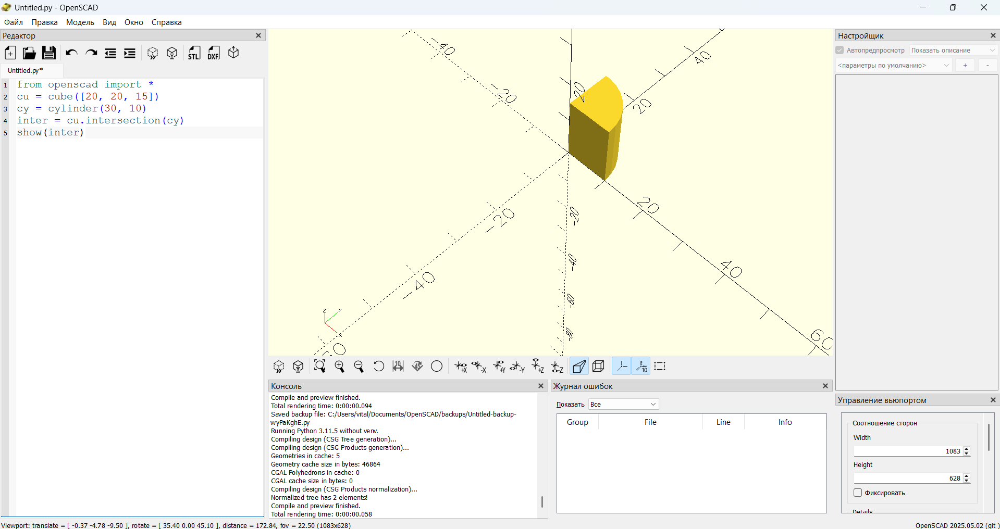 Untitled.py - OpenSCAD
Файл Правка Модель Вид Окно Справка
Редактор
STL DXF
Untitled.py*
1 from openscad import *
2 cu = cube([20, 20, 15])
3 cy = cylinder(30, 10)
4 inter = cu.intersection(cy)
5 show(inter)
-40
-20
20
40
20
-20
-40
20
40
60
-20
-40
-60
-80
Z
Y
X
10 45 +X -X +Y -Y +Z -Z 10
Консоль
Compile and preview finished.
Total rendering time: 0:00:00.094
Saved backup file: C:/Users/vital/Documents/OpenSCAD/backups/Untitled-backup-
wyPaKghE.py
Running Python 3.11.5 without venv.
Compiling design (CSG Tree generation)...
Compiling design (CSG Products generation)...
Geometries in cache: 5
Geometry cache size in bytes: 46864
CGAL Polyhedrons in cache: 0
CGAL cache size in bytes: 0
Compiling design (CSG Products normalization)...
Normalized tree has 2 elements!
Compile and preview finished.
Total rendering time: 0:00:00.058
Журнал ошибок
Показать Все
Group File Line Info
Настройщик
Автопредпросмотр Показать описание
<параметры по умолчанию> + -
Управление вьюпортом
Соотношение сторон
Width
1083
Height
628
Фиксировать
Details
Viewport: translate = [ -0.37 -4.78 -9.50 ], rotate = [ 35.40 0.00 45.10 ], distance = 172.84, fov = 22.50 (1083x628)
OpenSCAD 2025.05.02 (git )